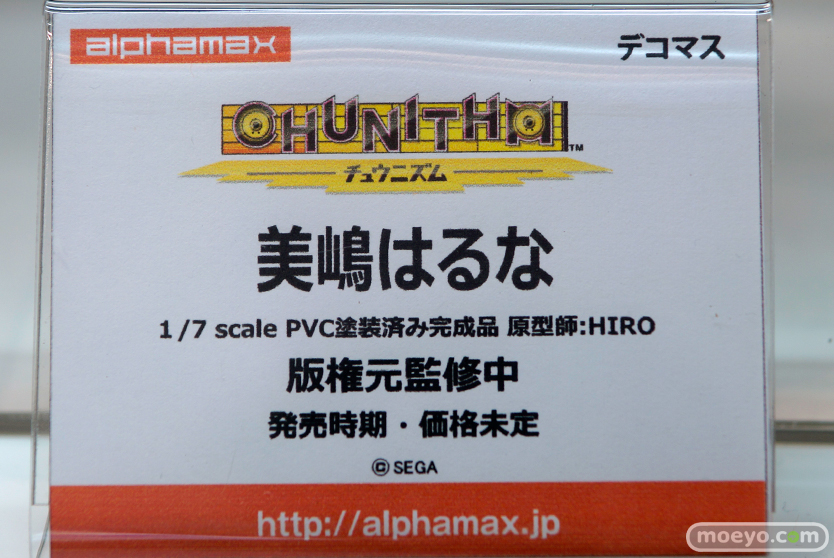 alphamax
デコマス
CHUNITHM
TM
チュウニズム
美嶋はるな
1/7 scale PVC塗装済み完成品 原型師:HIRO
版権元監修中
発売時期・価格未定
©SEGA
http://alphamax.jp
moeyo.com